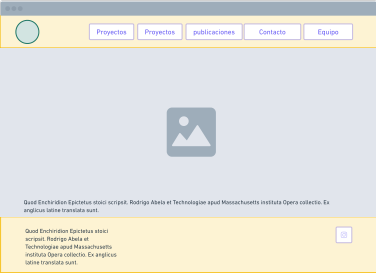 Proyectos
Proyectos
publicaciones
Contacto
Equipo
Quod Enchiridion Epictetus stoici scripsit. Rodrigo Abela et Technologiae apud Massachusetts instituta Opera collectio. Ex
anglicus latine translata sunt.
Quod Enchiridion Epictetus stoici
scripsit. Rodrigo Abela et
Technologiae apud Massachusetts
instituta Opera collectio. Ex anglicus
latine translata sunt.